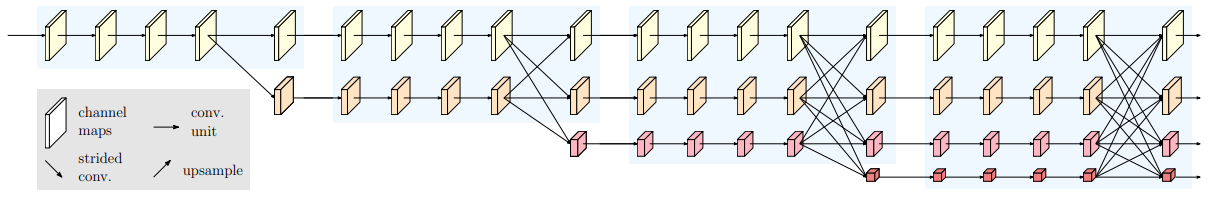 channel
maps
conv.
unit
strided
conv.
upsample